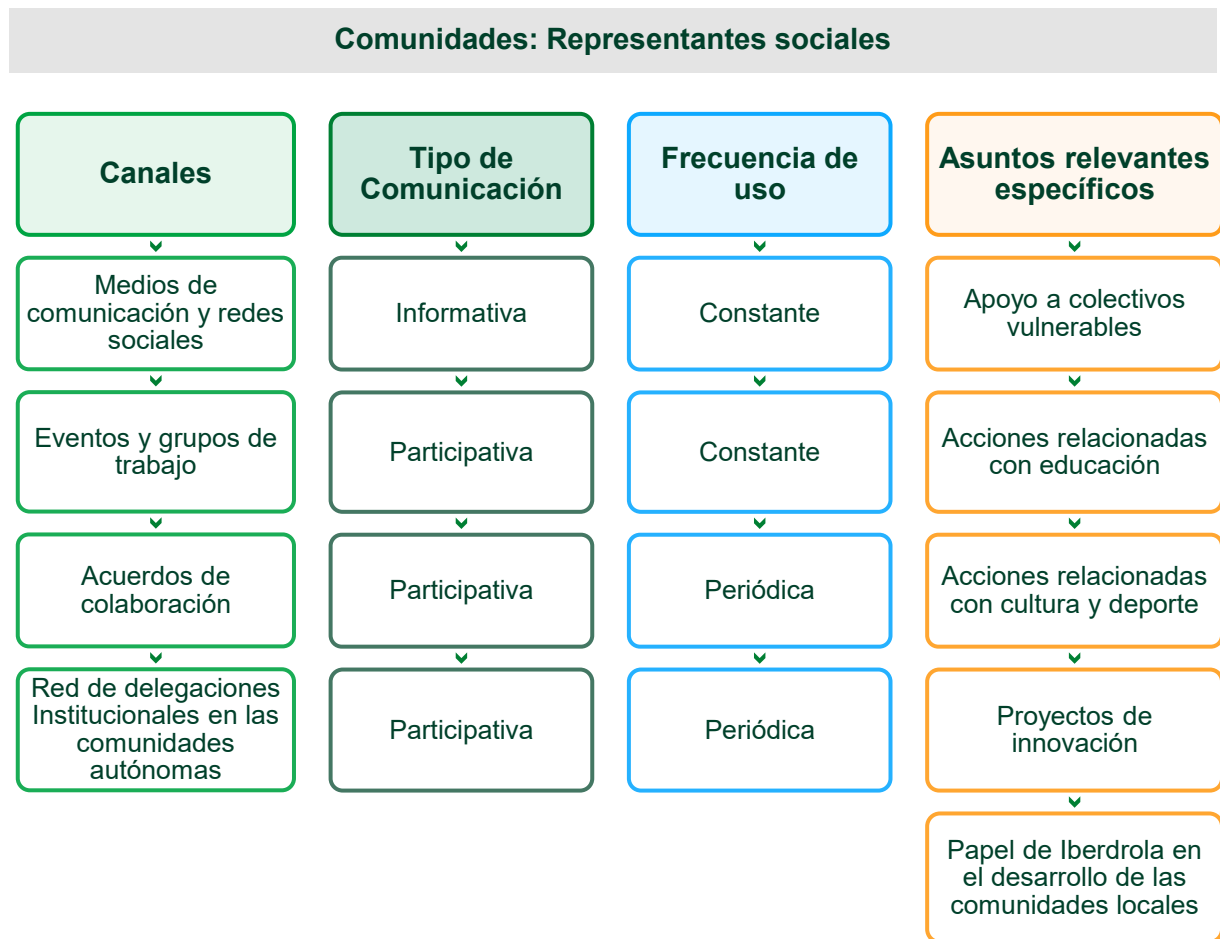 Comunidades: Representantes sociales
Canales
Tipo de
Comunicación
Frecuencia de
uso
Asuntos relevantes
específicos
Medios de
comunicación y redes
sociales
Informativa
Constante
Apoyo a colectivos
vulnerables
Eventos y grupos de
trabajo
Participativa
Constante
Acciones relacionadas
con educación
Acuerdos de
colaboración
Participativa
Periódica
Acciones relacionadas
con cultura y deporte
Red de delegaciones
Institucionales en las
comunidades
autónomas
Participativa
Periódica
Proyectos de
innovación
Papel de Iberdrola en
el desarrollo de las
comunidades locales